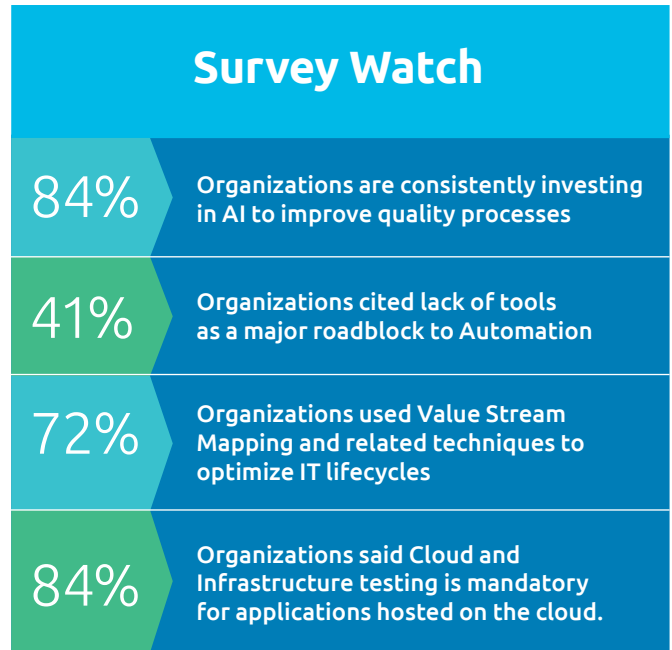 Survey Watch
84%
Organizations are consistently investing
in AI to improve quality processes
41%
Organizations cited lack of tools
as a major roadblock to Automation
72%
Organizations used Value Stream
Mapping and related techniques to
optimize IT lifecycles
84%
Organizations said Cloud and
Infrastructure testing is mandatory
for applications hosted on the cloud.